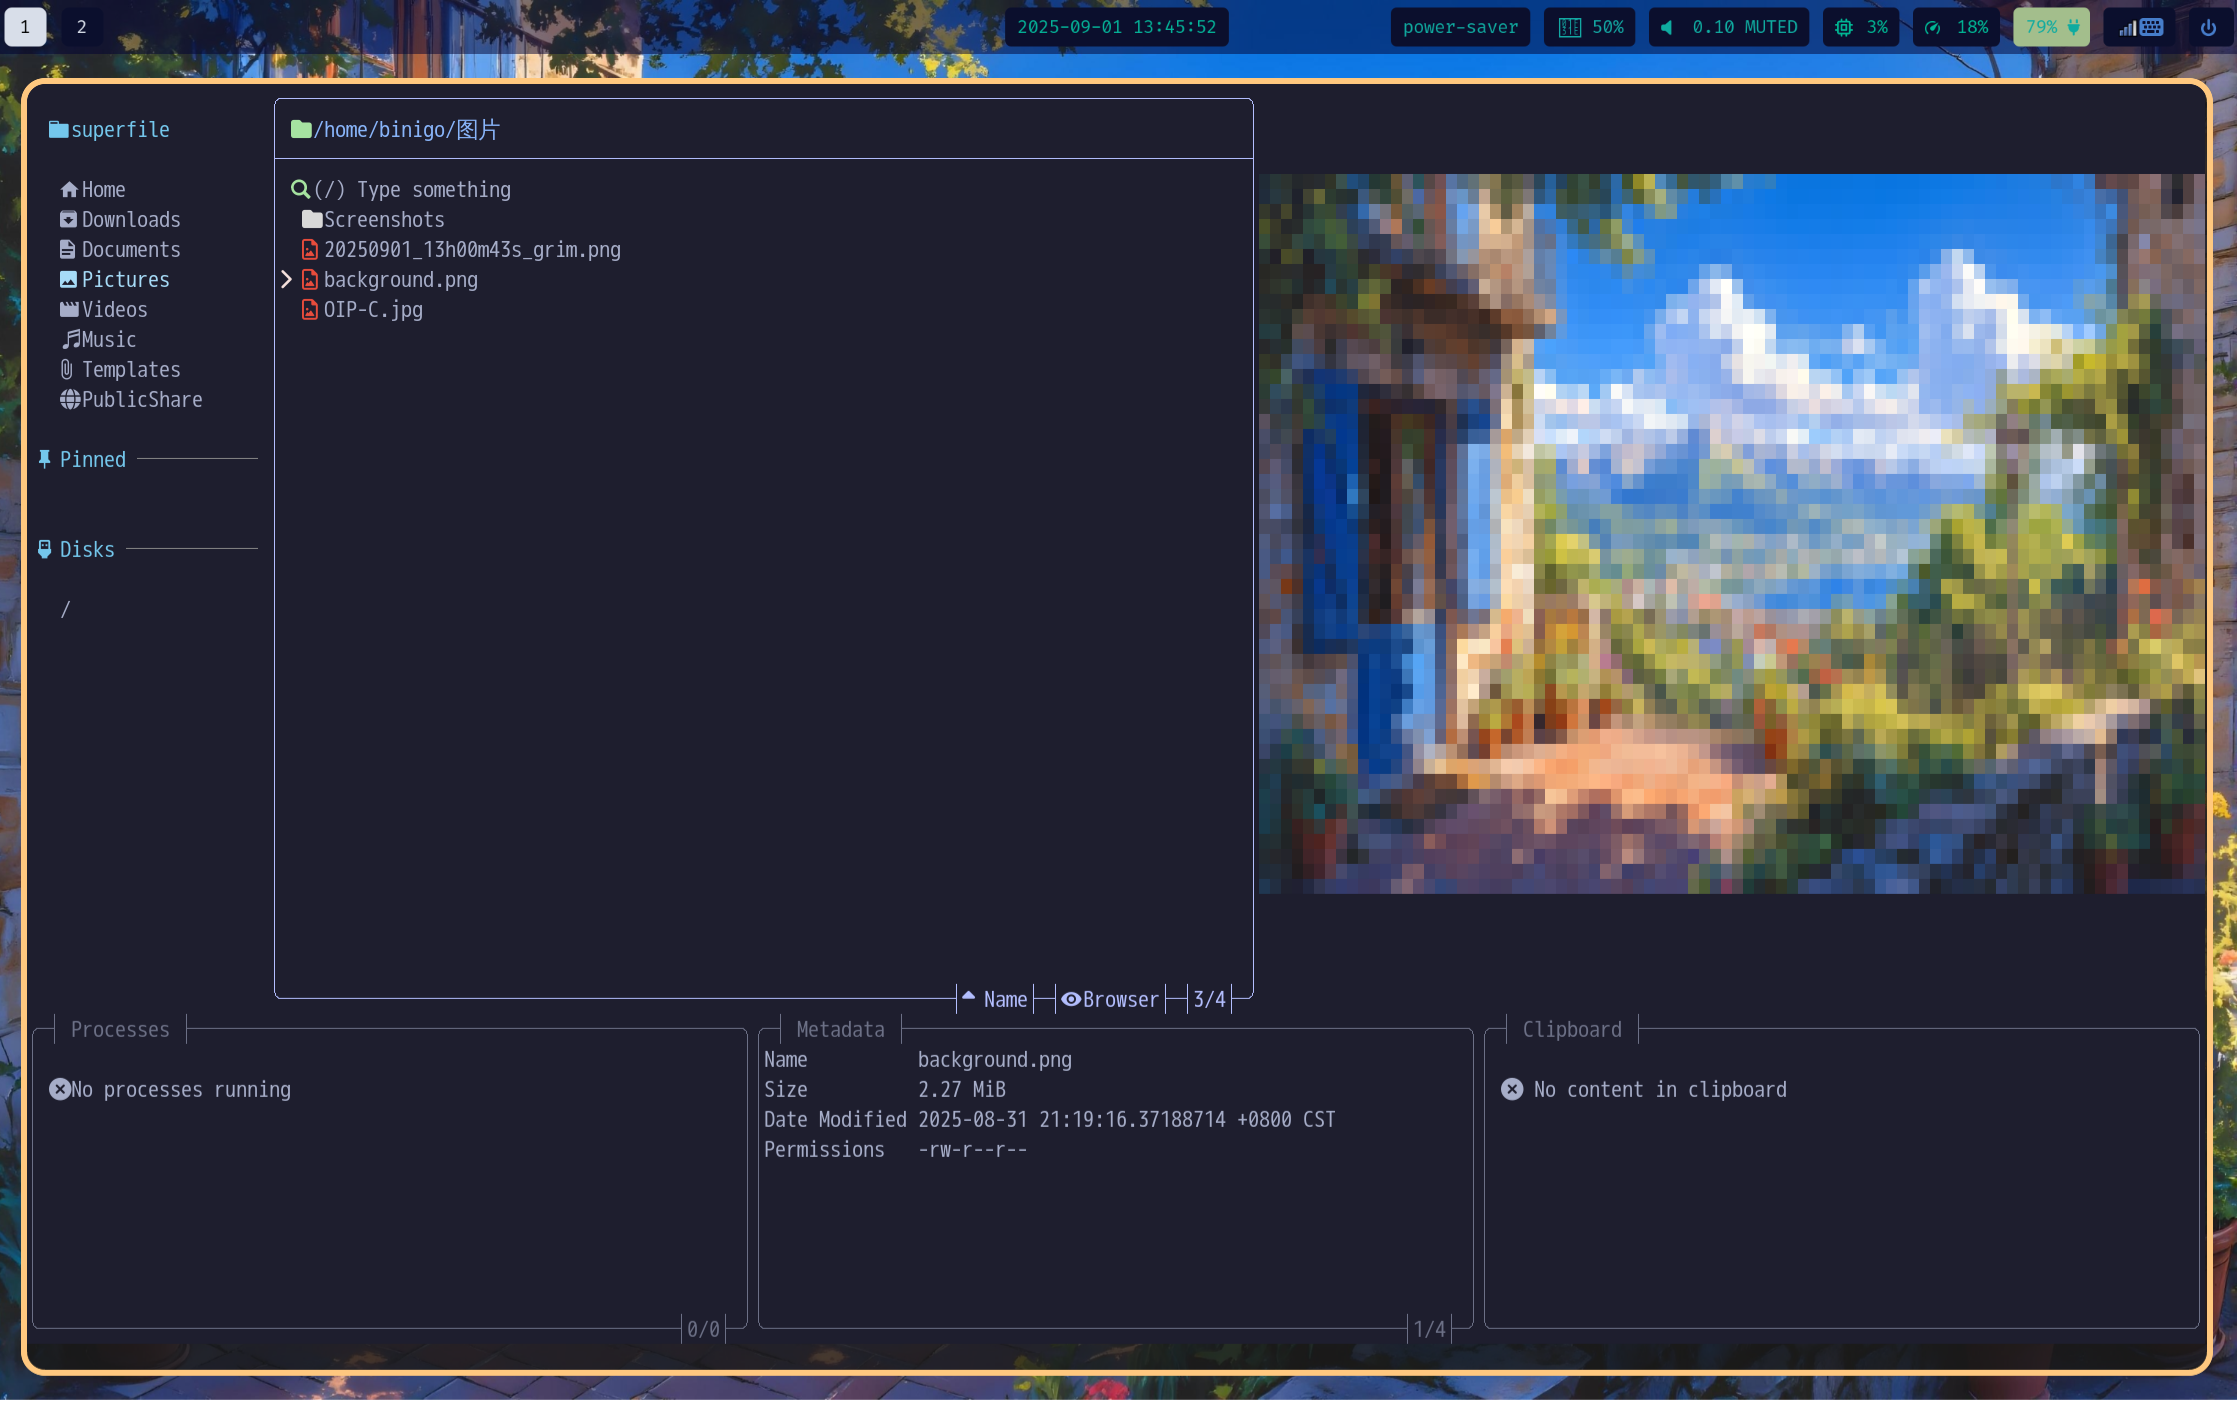 1 2 2025-09-01 13:45:52 power-saver 50% 0.10 MUTED 3% 18% 79%
superfile
Home
Downloads
Documents
Pictures
Videos
Music
Templates
PublicShare
Pinned
Disks
/
/home/binigo/图片
(/) Type something
Screenshots
20250901_13h00m43s_grim.png
background.png
OIP-C.jpg
Name Browser 3/4
Processes
No processes running
0/0
Metadata
Name background.png
Size 2.27 MiB
Date Modified 2025-08-31 21:19:16.37188714 +0800 CST
Permissions -rw-r--r--
1/4
Clipboard
No content in clipboard